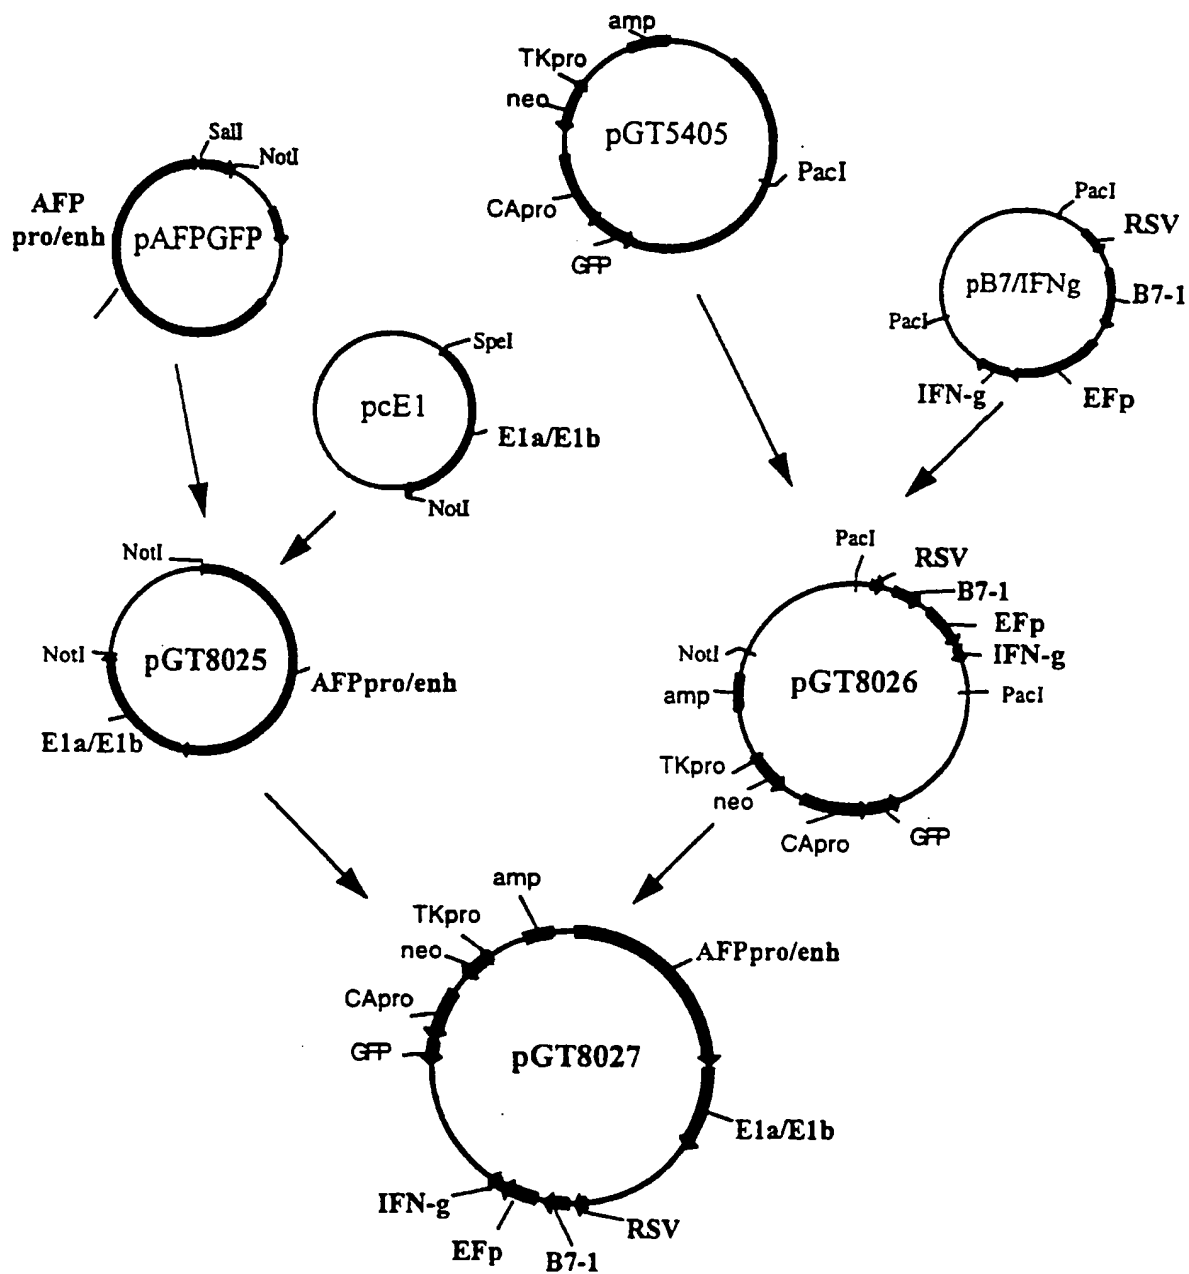 amp
TKpro
neo
pGT5405
PacI
CApro
GFP
SalI
NotI
AFP
pro/enh
pAFPGFP
PacI
RSV
pB7/IFNg
B7-1
PacI
IFN-g
EFp
SpeI
pcE1
E1a/E1b
NotI
NotI
NotI
pGT8025
AFPpro/enh
E1a/E1b
PacI
RSV
B7-1
EFp
IFN-g
NotI
pGT8026
amp
PacI
TKpro
neo
CApro
GFP
amp
TKpro
neo
AFPpro/enh
CApro
GFP
pGT8027
E1a/E1b
IFN-g
RSV
EFp
B7-1